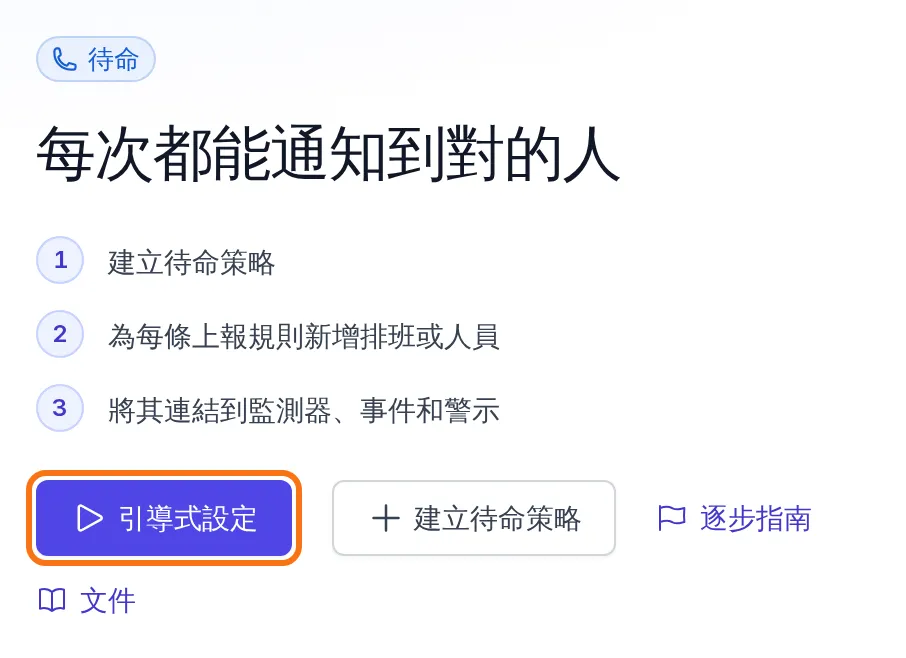 待命
每次都能通知到對的人
1 建立待命策略
2 為每條上報規則新增排班或人員
3 將其連結到監測器、事件和警示
引導式設定 建立待命策略 逐步指南
文件